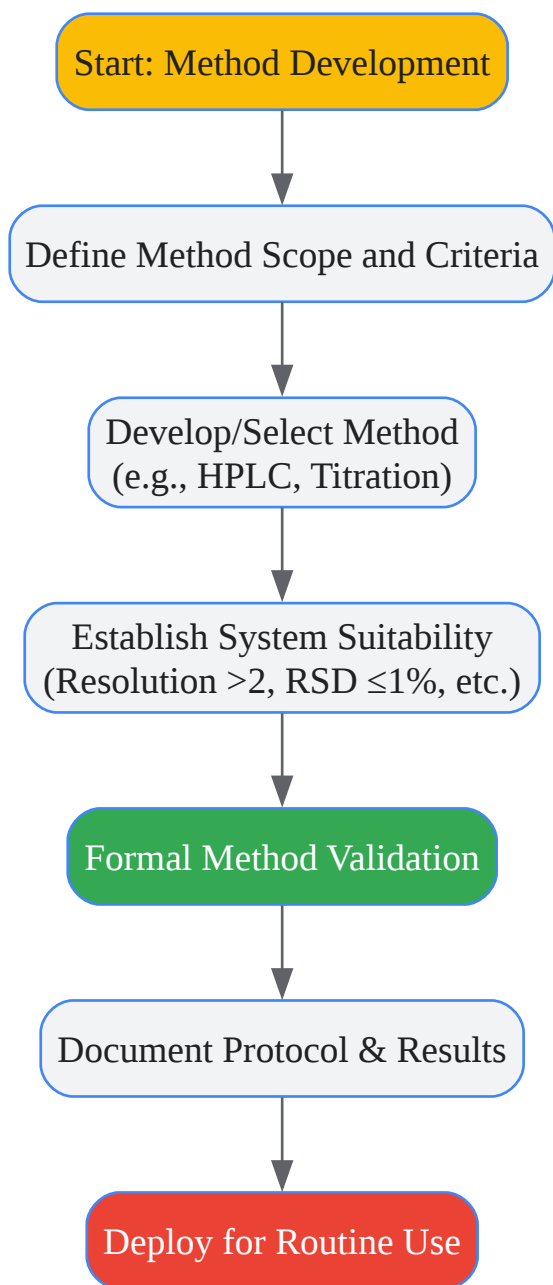 Start: Method Development
Define Method Scope and Criteria
Develop/Select Method
(e.g., HPLC, Titration)
Establish System Suitability
(Resolution >2, RSD ≤1%, etc.)
Formal Method Validation
Document Protocol & Results
Deploy for Routine Use